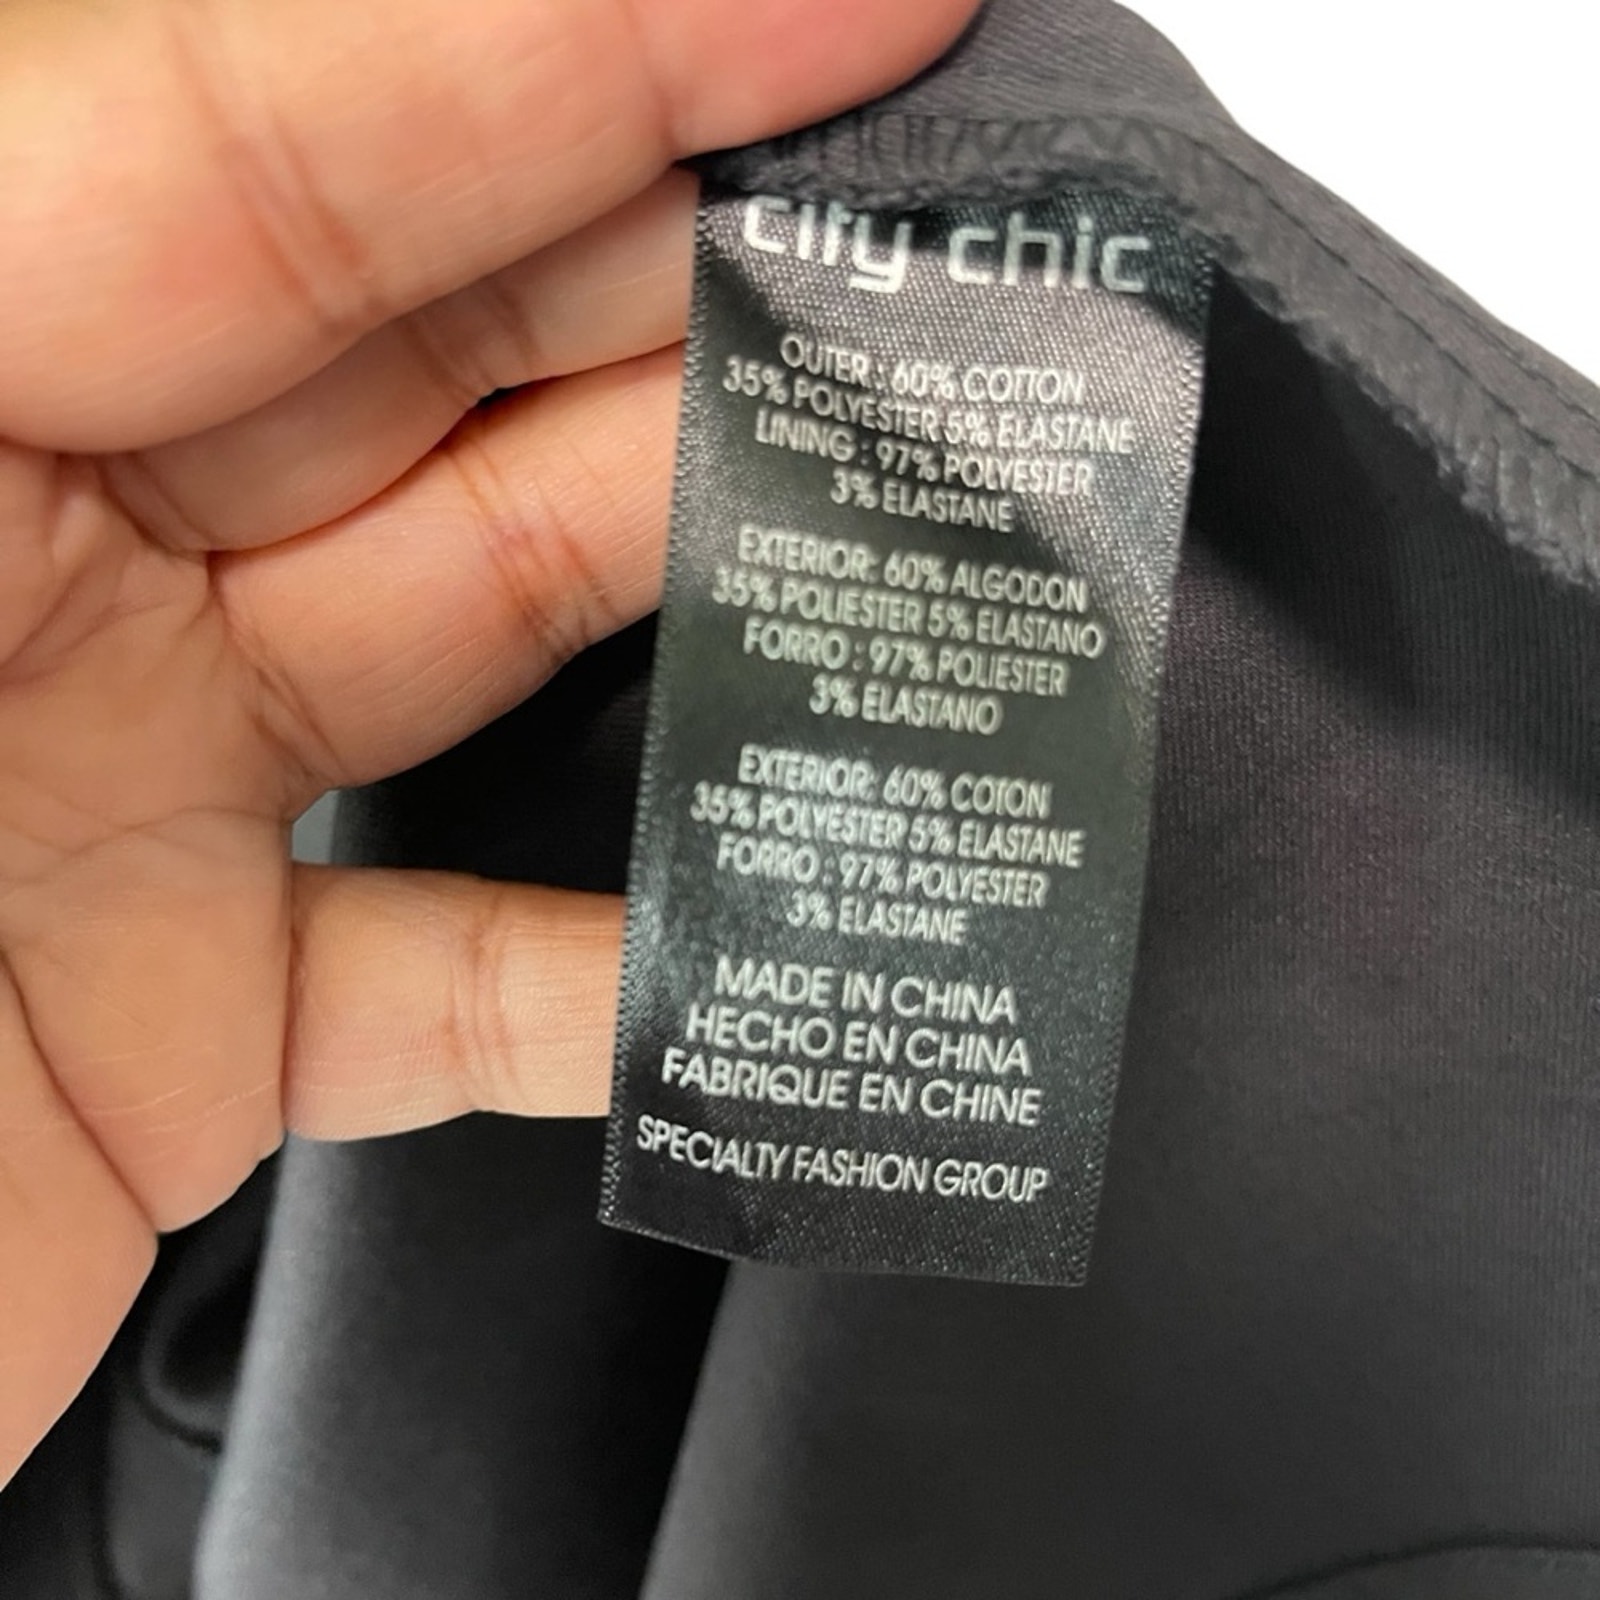 city chic
OUTER : 60% COTTON
35% POLYESTER 5% ELASTANE
LINING : 97% POLYESTER
3% ELASTANE
EXTERIOR: 60% ALGODON
35% POLIESTER 5% ELASTANO
FORRO : 97% POLIESTER
3% ELASTANO
EXTERIOR: 60% COTON
35% POLYESTER 5% ELASTANE
FORRO : 97% POLYESTER
3% ELASTANE
MADE IN CHINA
HECHO EN CHINA
FABRIQUE EN CHINE
SPECIALTY FASHION GROUP